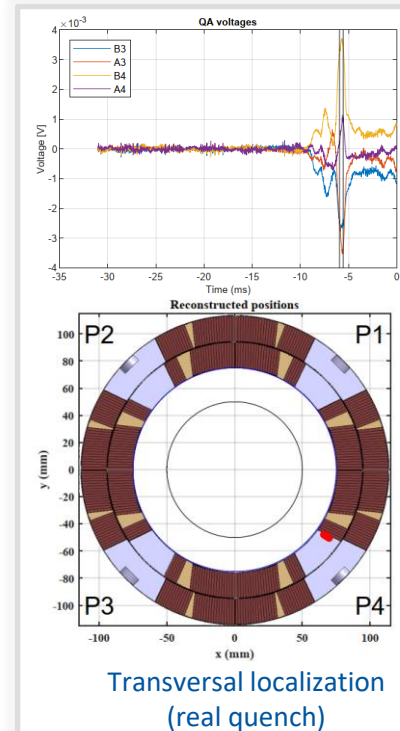 QA voltages
×10⁻³
4
3
2
1
0
-1
-2
-3
-4
Voltage [V]
B3
A3
B4
A4
-35 -30 -25 -20 -15 -10 -5 0
Time (ms)
Reconstructed positions
P2 P1
100
80
60
40
20
0
-20
-40
-60
-80
-100
y (mm)
P3 P4
-100 -50 0 50 100
x (mm)
Transversal localization
(real quench)